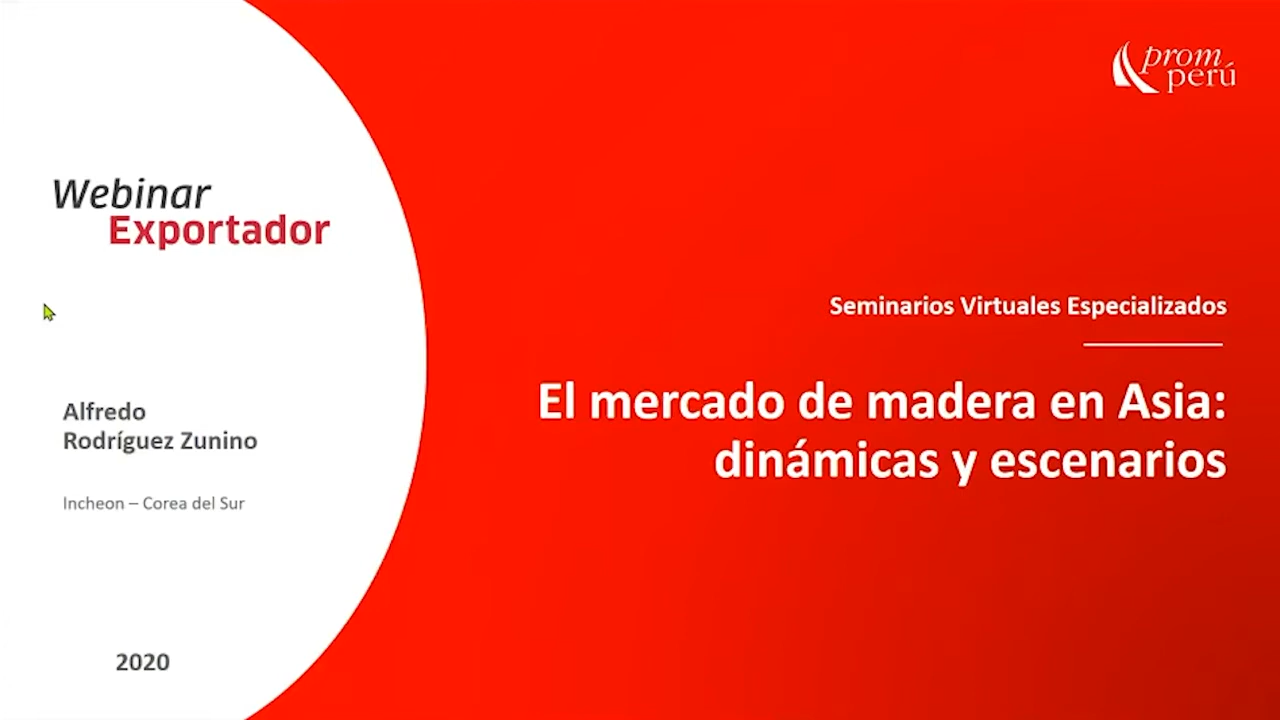 prom
perú
Webinar
Exportador
Seminarios Virtuales Especializados
El mercado de madera en Asia:
dinámicas y escenarios
Alfredo
Rodríguez Zunino
Incheon – Corea del Sur
2020